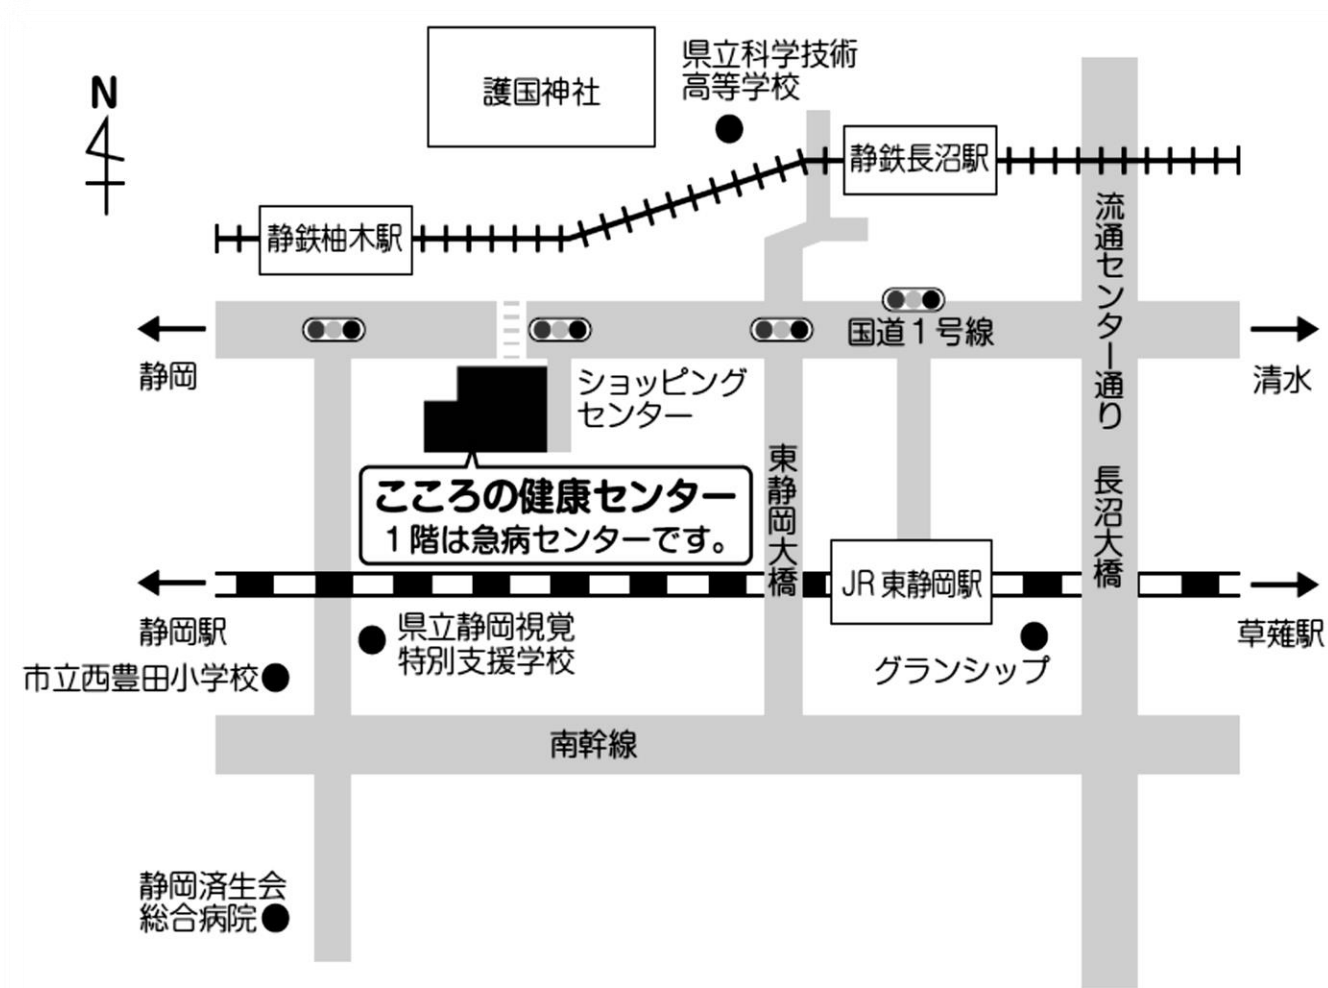 N
護国神社
県立科学技術
高等学校
静鉄長沼駅
静鉄柚木駅
流通センター通り
静岡
国道1号線
清水
ショッピング
センター
東静岡大橋
長沼大橋
こころの健康センター
1階は急病センターです。
JR東静岡駅
静岡駅
県立静岡視覚
特別支援学校
草薙駅
グランシップ
市立西豊田小学校
南幹線
静岡済生会
総合病院